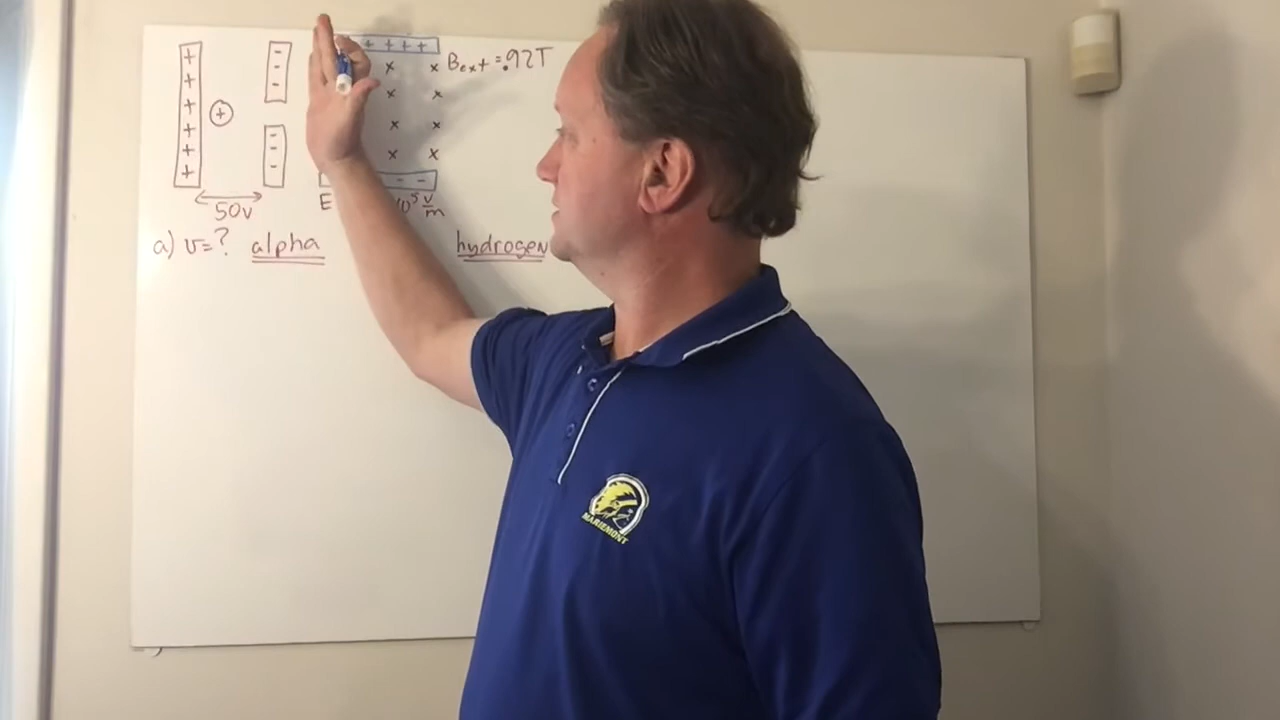 + + + + + +
+
- - -
- - -
+ + + +
x x
x x
x x
x x
- -
Bext = .92T
50v
E
10⁵ v/m
a) v=? alpha
hydrogen
MARIEMONT